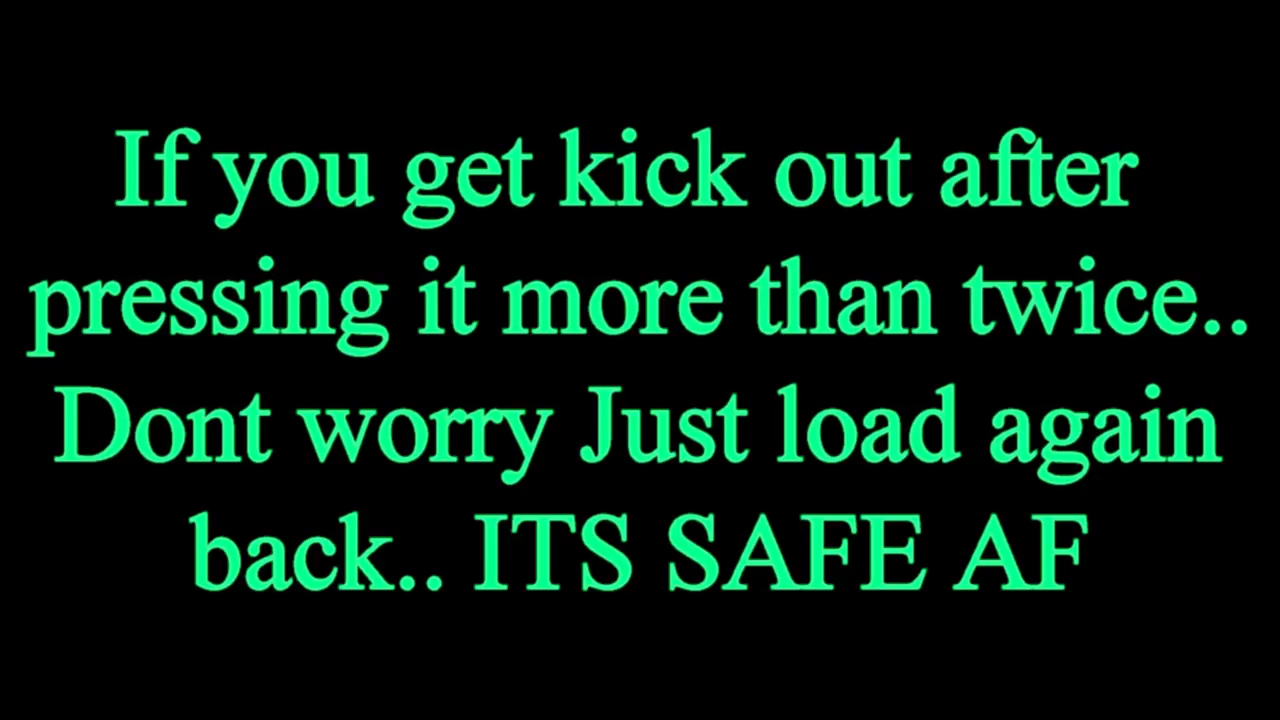 If you get kick out after
pressing it more than twice..
Dont worry Just load again
back.. ITS SAFE AF